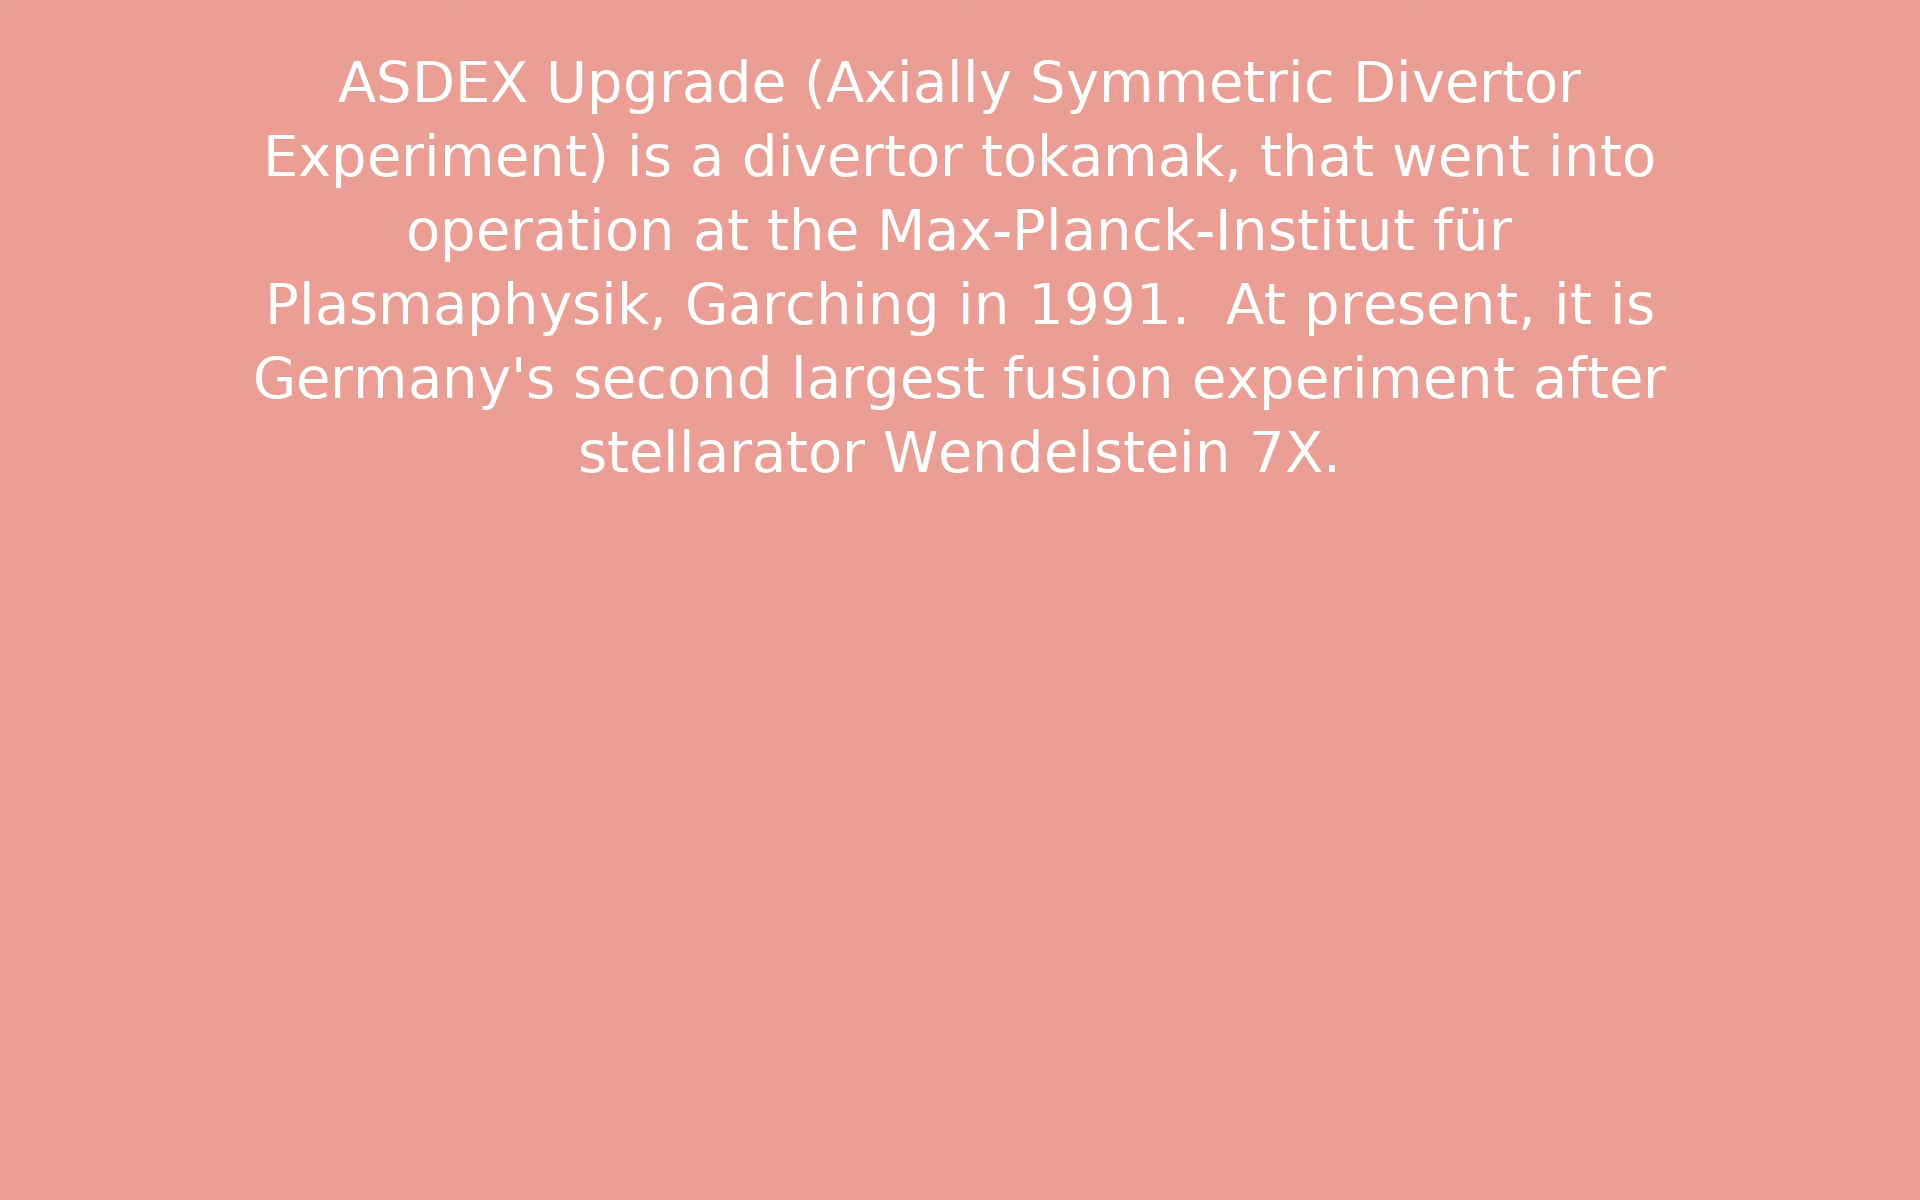 ASDEX Upgrade (Axially Symmetric Divertor
Experiment) is a divertor tokamak, that went into
operation at the Max-Planck-Institut für
Plasmaphysik, Garching in 1991.  At present, it is
Germany's second largest fusion experiment after
stellarator Wendelstein 7X.